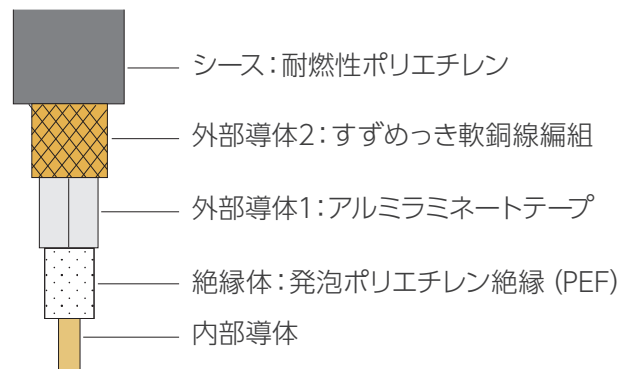 シース：耐燃性ポリエチレン
外部導体2：すずめっき軟銅線編組
外部導体1：アルミラミネートテープ
絶縁体：発泡ポリエチレン絶縁 (PEF)
内部導体